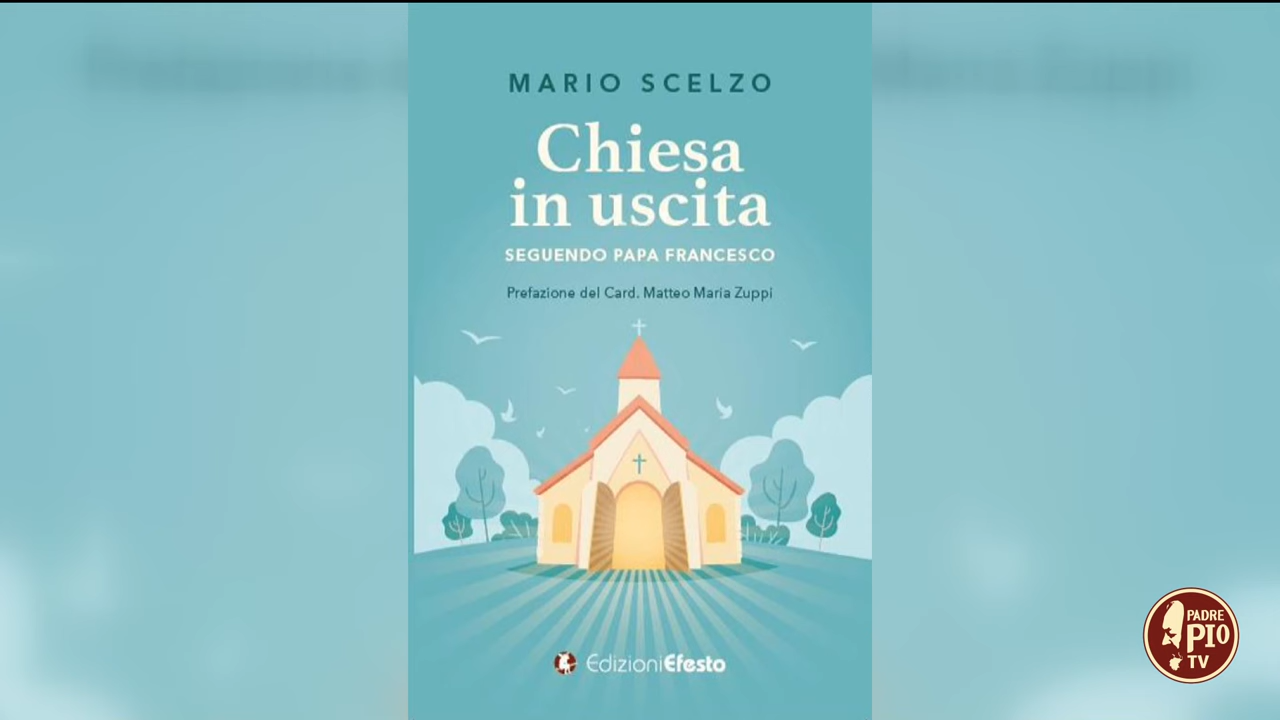 MARIO SCELZO
Chiesa
in uscita
SEGUENDO PAPA FRANCESCO
Prefazione del Card. Matteo Maria Zuppi
EdizioniEfesto
PADRE
PIO
TV